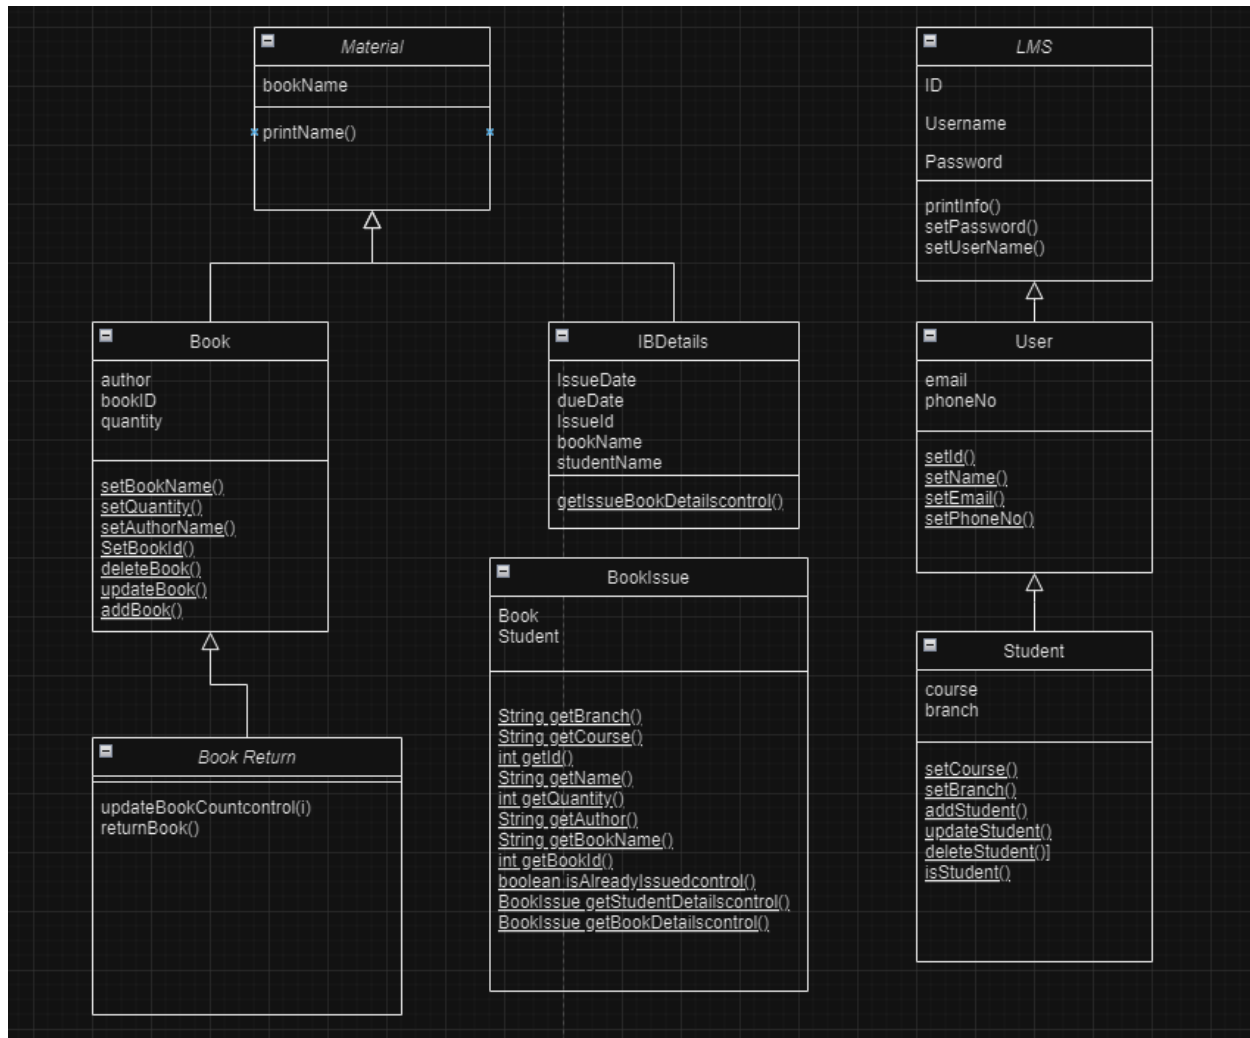 Material
bookName
printName()
LMS
ID
Username
Password
printInfo()
setPassword()
setUserName()
Book
author
bookID
quantity
setBookName()
setQuantity()
setAuthorName()
SetBookId()
deleteBook()
updateBook()
addBook()
IBDetails
IssueDate
dueDate
IssueId
bookName
studentName
getIssueBookDetailscontrol()
User
email
phoneNo
setId()
setName()
setEmail()
setPhoneNo()
Book Return
updateBookCountcontrol(i)
returnBook()
BookIssue
Book
Student
String getBranch()
String getCourse()
int getId()
String getName()
int getQuantity()
String getAuthor()
String getBookName()
int getBookId()
boolean isAlreadyIssuedcontrol()
BookIssue getStudentDetailscontrol()
BookIssue getBookDetailscontrol()
Student
course
branch
setCourse()
setBranch()
addStudent()
updateStudent()
deleteStudent()]
isStudent()